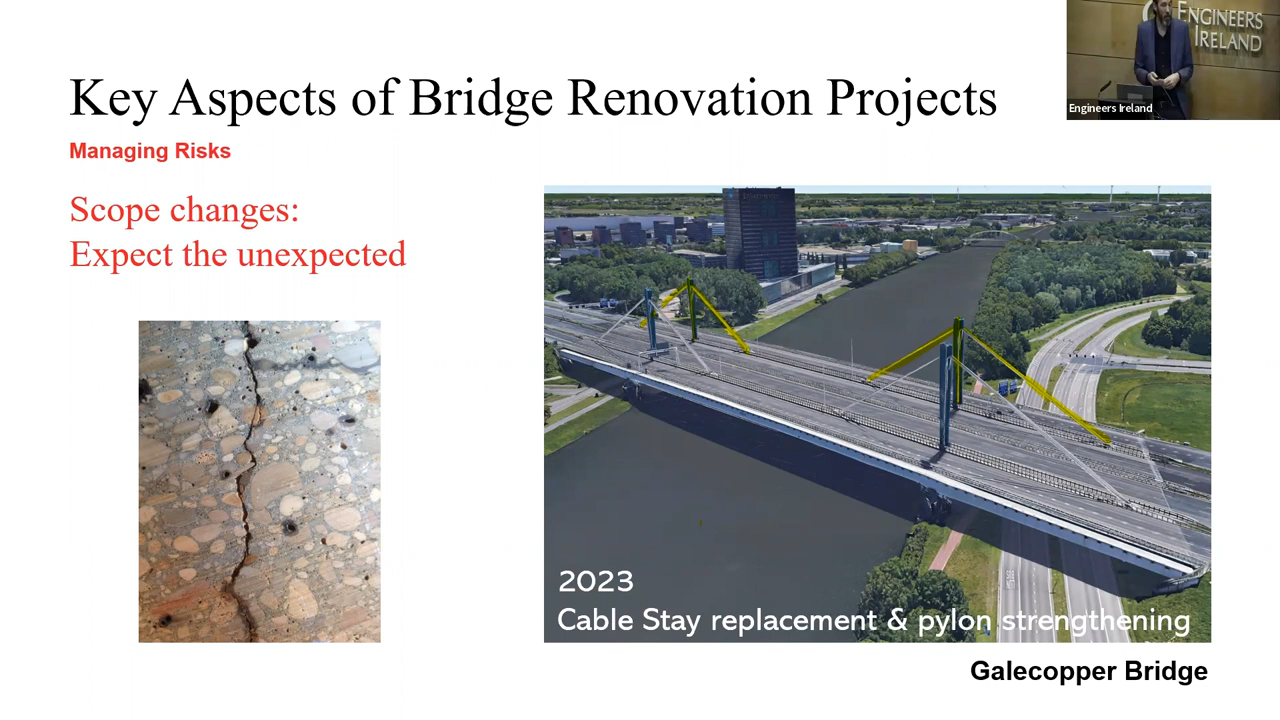 Key Aspects of Bridge Renovation Projects
Managing Risks
Scope changes:
Expect the unexpected
ENGINEERS
IRELAND
Engineers Ireland
2023
Cable Stay replacement & pylon strengthening
Galecopper Bridge